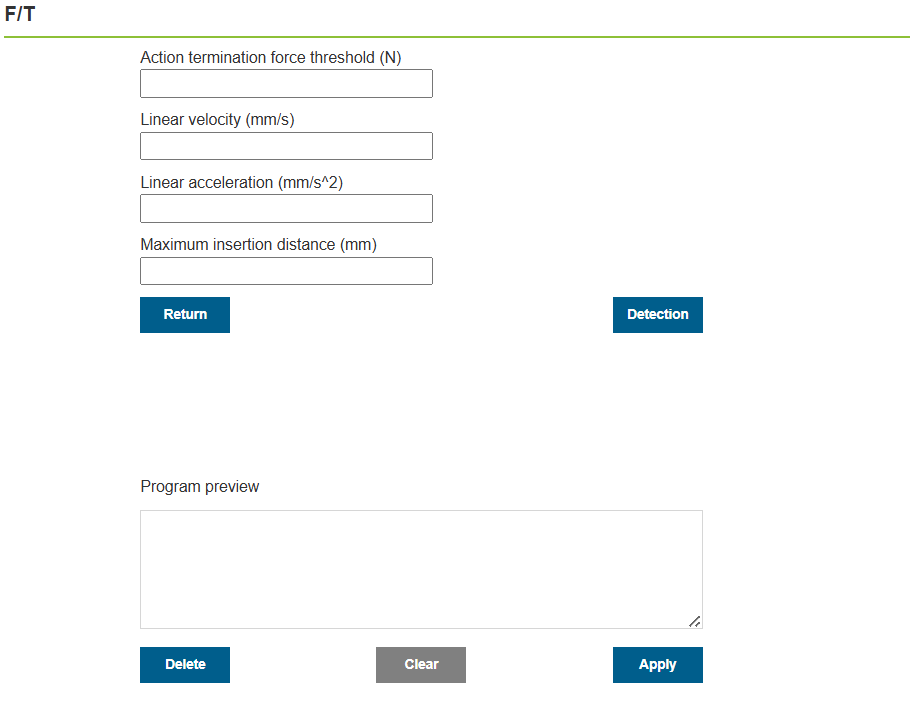 F/T
Action termination force threshold (N)
Linear velocity (mm/s)
Linear acceleration (mm/s^2)
Maximum insertion distance (mm)
Return
Detection
Program preview
Delete
Clear
Apply